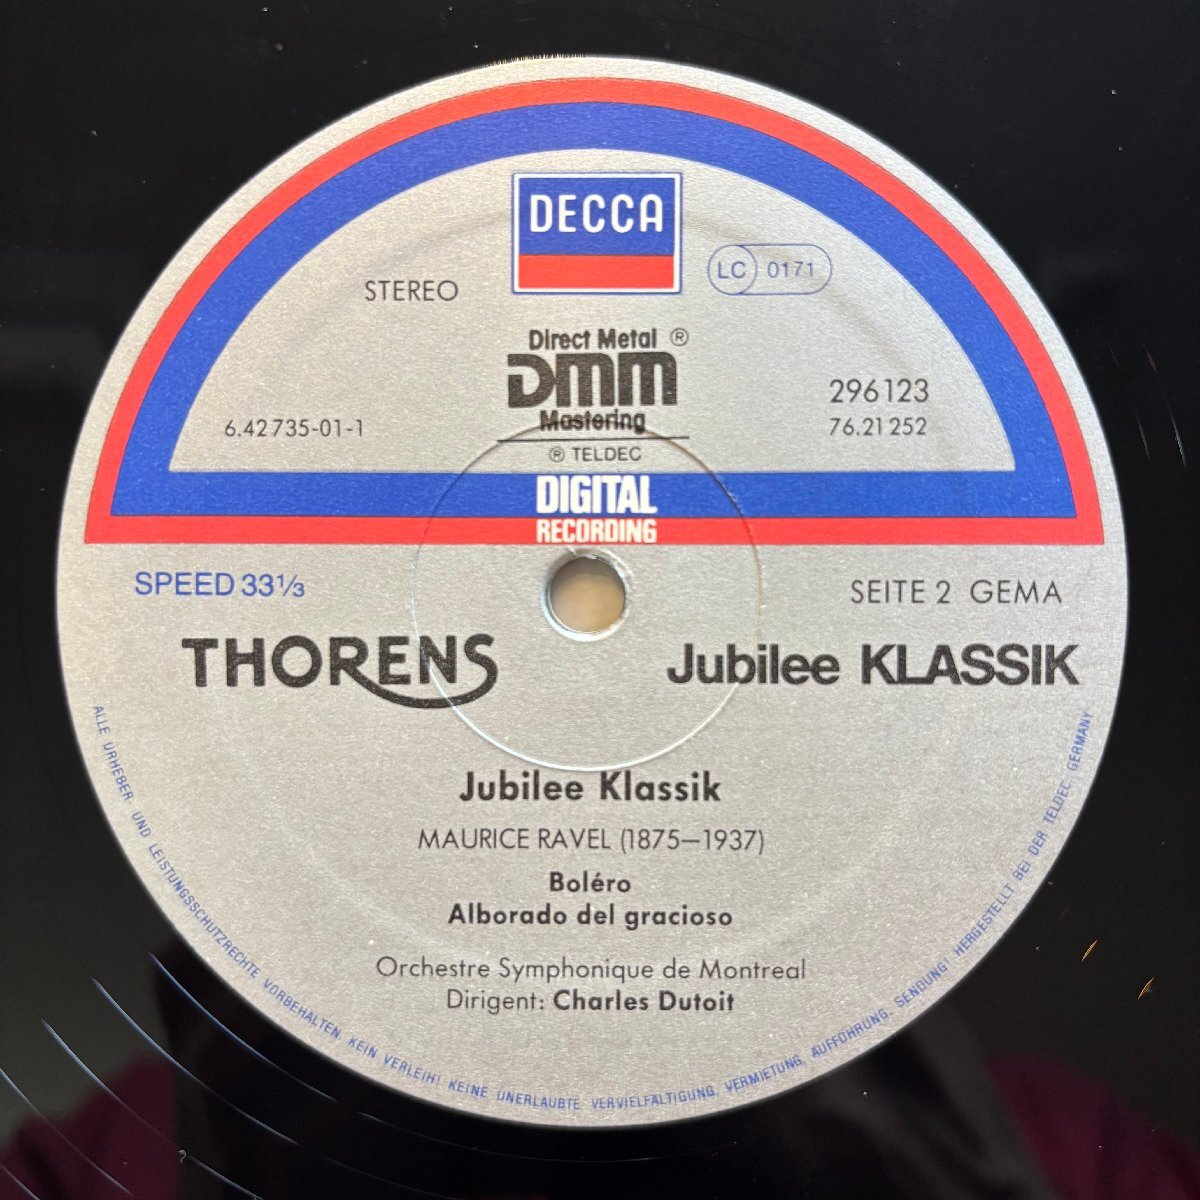 DECCA
STEREO
LC 0171
Direct Metal ®
DMM
Mastering
296123
6.42735-01-1
76.21252
℗ TELDEC
DIGITAL
RECORDING
SPEED 33⅓
SEITE 2 GEMA
THORENS
Jubilee KLASSIK
Jubilee Klassik
MAURICE RAVEL (1875—1937)
Boléro
Alborado del gracioso
Orchestre Symphonique de Montreal
Dirigent: Charles Dutoit
ALLE URHEBER- UND LEISTUNGSSCHUTZRECHTE VORBEHALTEN. KEIN VERLEIH! KEINE UNERLAUBTE VERVIELFÄLTIGUNG, VERMIETUNG, AUFFÜHRUNG, SENDUNG! HERGESTELLT BEI DER TELDEC, GERMANY